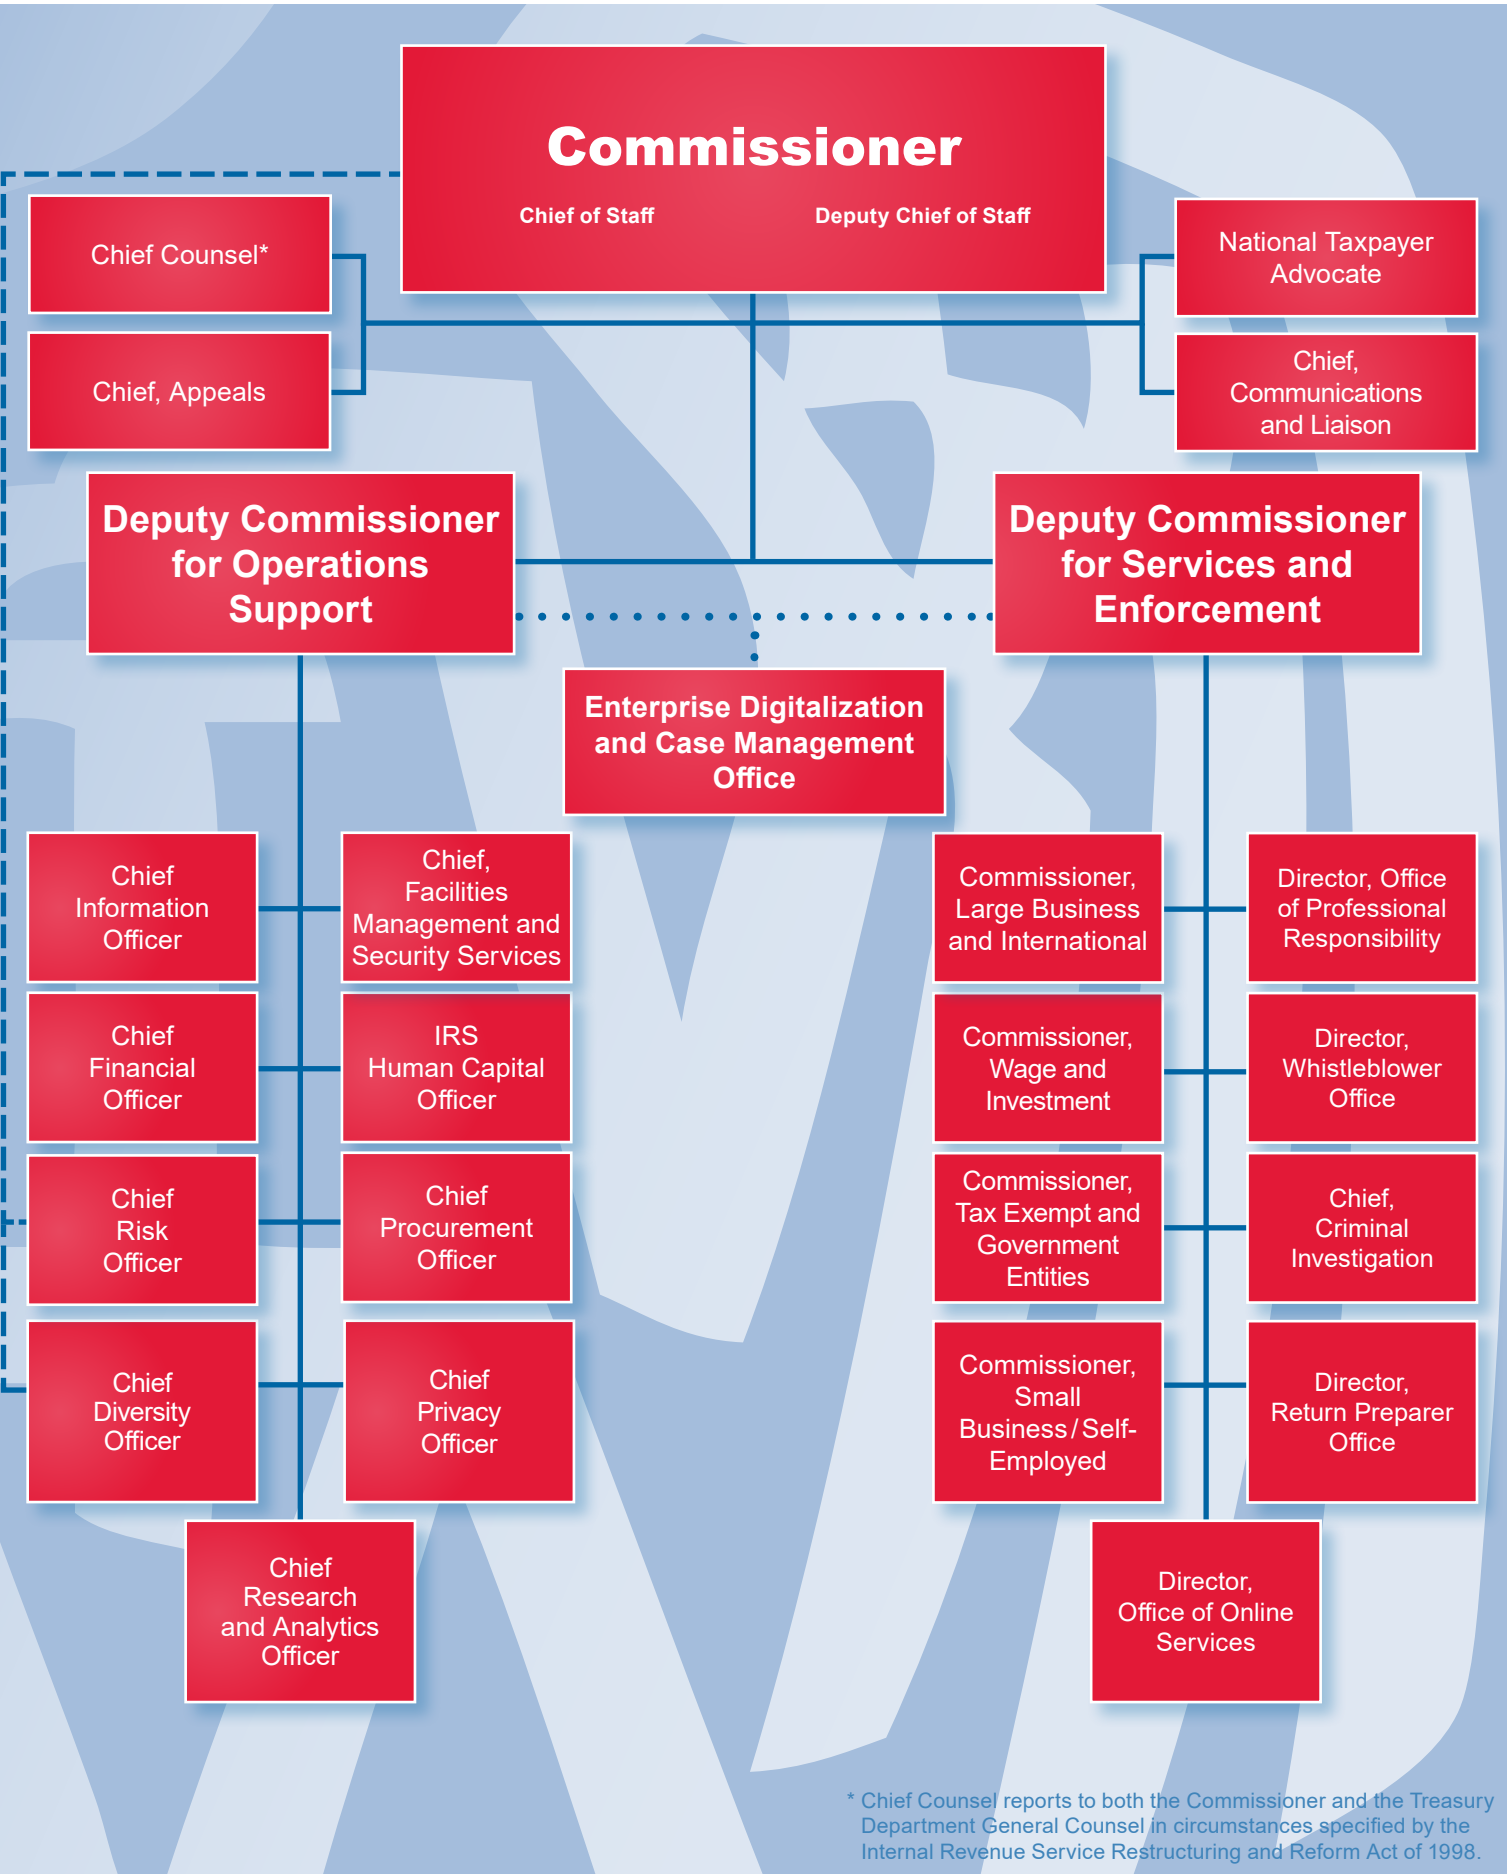 Commissioner
Chief of Staff
Deputy Chief of Staff
Chief Counsel*
Chief, Appeals
National Taxpayer
Advocate
Chief,
Communications
and Liaison
Deputy Commissioner
for Operations
Support
Deputy Commissioner
for Services and
Enforcement
Enterprise Digitalization
and Case Management
Office
Chief
Information
Officer
Chief,
Facilities
Management and
Security Services
Chief
Financial
Officer
IRS
Human Capital
Officer
Chief
Risk
Officer
Chief
Procurement
Officer
Chief
Diversity
Officer
Chief
Privacy
Officer
Chief
Research
and Analytics
Officer
Commissioner,
Large Business
and International
Director, Office
of Professional
Responsibility
Commissioner,
Wage and
Investment
Director,
Whistleblower
Office
Commissioner,
Tax Exempt and
Government
Entities
Chief,
Criminal
Investigation
Commissioner,
Small
Business/Self-
Employed
Director,
Return Preparer
Office
Director,
Office of Online
Services
* Chief Counsel reports to both the Commissioner and the Treasury
Department General Counsel in circumstances specified by the
Internal Revenue Service Restructuring and Reform Act of 1998.